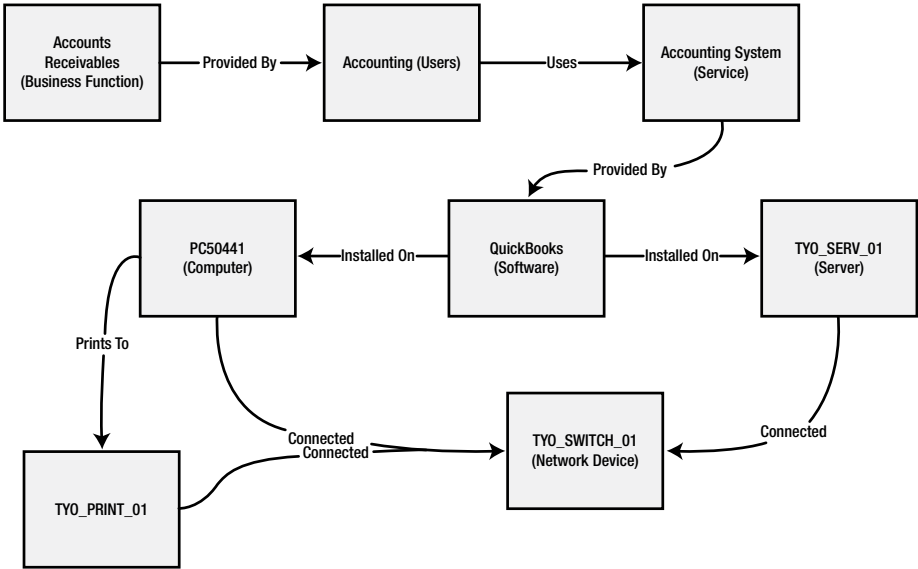 Accounts
Receivables
(Business Function)
Provided By
Accounting (Users)
Uses
Accounting System
(Service)
Provided By
PC50441
(Computer)
Installed On
QuickBooks
(Software)
Installed On
TYO_SERV_01
(Server)
Prints To
Connected
Connected
TYO_SWITCH_01
(Network Device)
Connected
TYO_PRINT_01